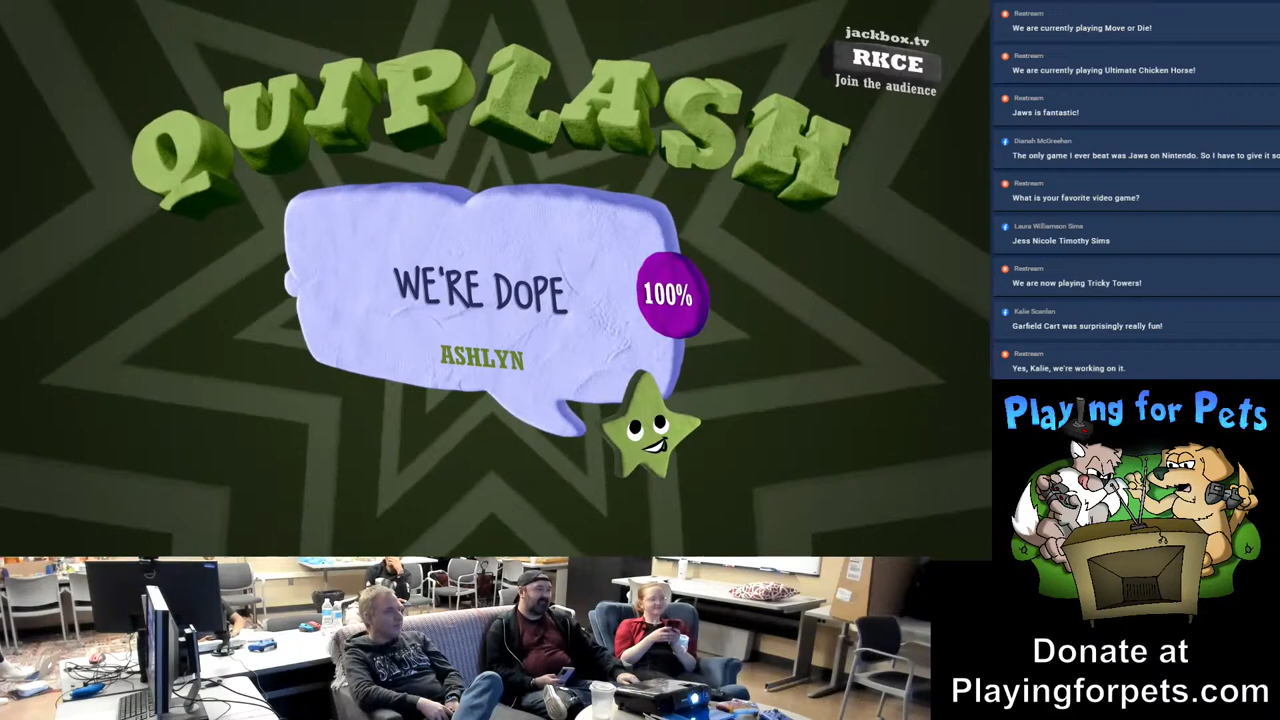 jackbox.tv
RKCE
Join the audience
QUIPLASH
WE'RE DOPE
100%
ASHLYN
Restream
We are currently playing Move or Die!
Restream
We are currently playing Ultimate Chicken Horse!
Restream
Jaws is fantastic!
Dianah McGreehan
The only game I ever beat was Jaws on Nintendo. So I have to give it so
Restream
What is your favorite video game?
Laura Williamson Sims
Jess Nicole Timothy Sims
Restream
We are now playing Tricky Towers!
Kalie Scanlan
Garfield Cart was surprisingly really fun!
Restream
Yes, Kalie, we're working on it.
Playing for Pets
Donate at
Playingforpets.com